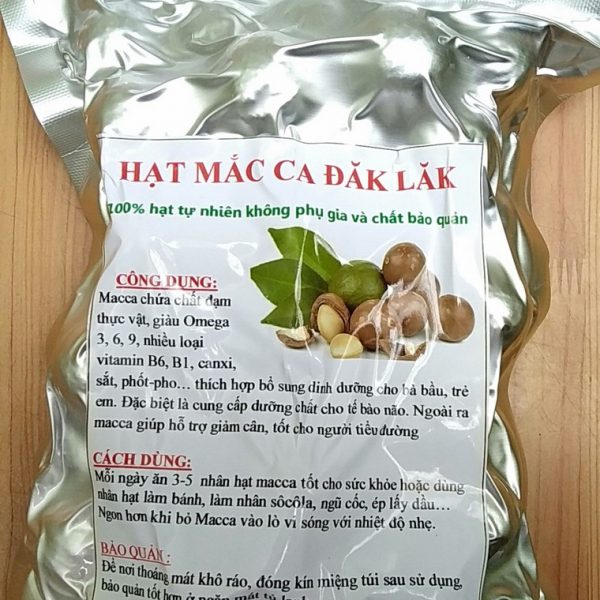 HẠT MẮC CA ĐĂK LĂK
100% hạt tự nhiên không phụ gia và chất bảo quản
CÔNG DỤNG:
Macca chứa chất đạm
thực vật, giàu Omega
3, 6, 9, nhiều loại
vitamin B6, B1, canxi,
sắt, phốt-pho... thích hợp bổ sung dinh dưỡng cho bà bầu, trẻ
em. Đặc biệt là cung cấp dưỡng chất cho tế bào não. Ngoài ra
macca giúp hỗ trợ giảm cân, tốt cho người tiểu đường
CÁCH DÙNG:
Mỗi ngày ăn 3-5 nhân hạt macca tốt cho sức khỏe hoặc dùng
nhân hạt làm bánh, làm nhân sôcôla, ngũ cốc, ép lấy dầu...
Ngon hơn khi bỏ Macca vào lò vi sóng với nhiệt độ nhẹ.
BẢO QUẢN :
Để nơi thoáng mát khô ráo, đóng kín miệng túi sau sử dụng,
bảo quản tốt hơn ở ngăn mát tủ lạnh